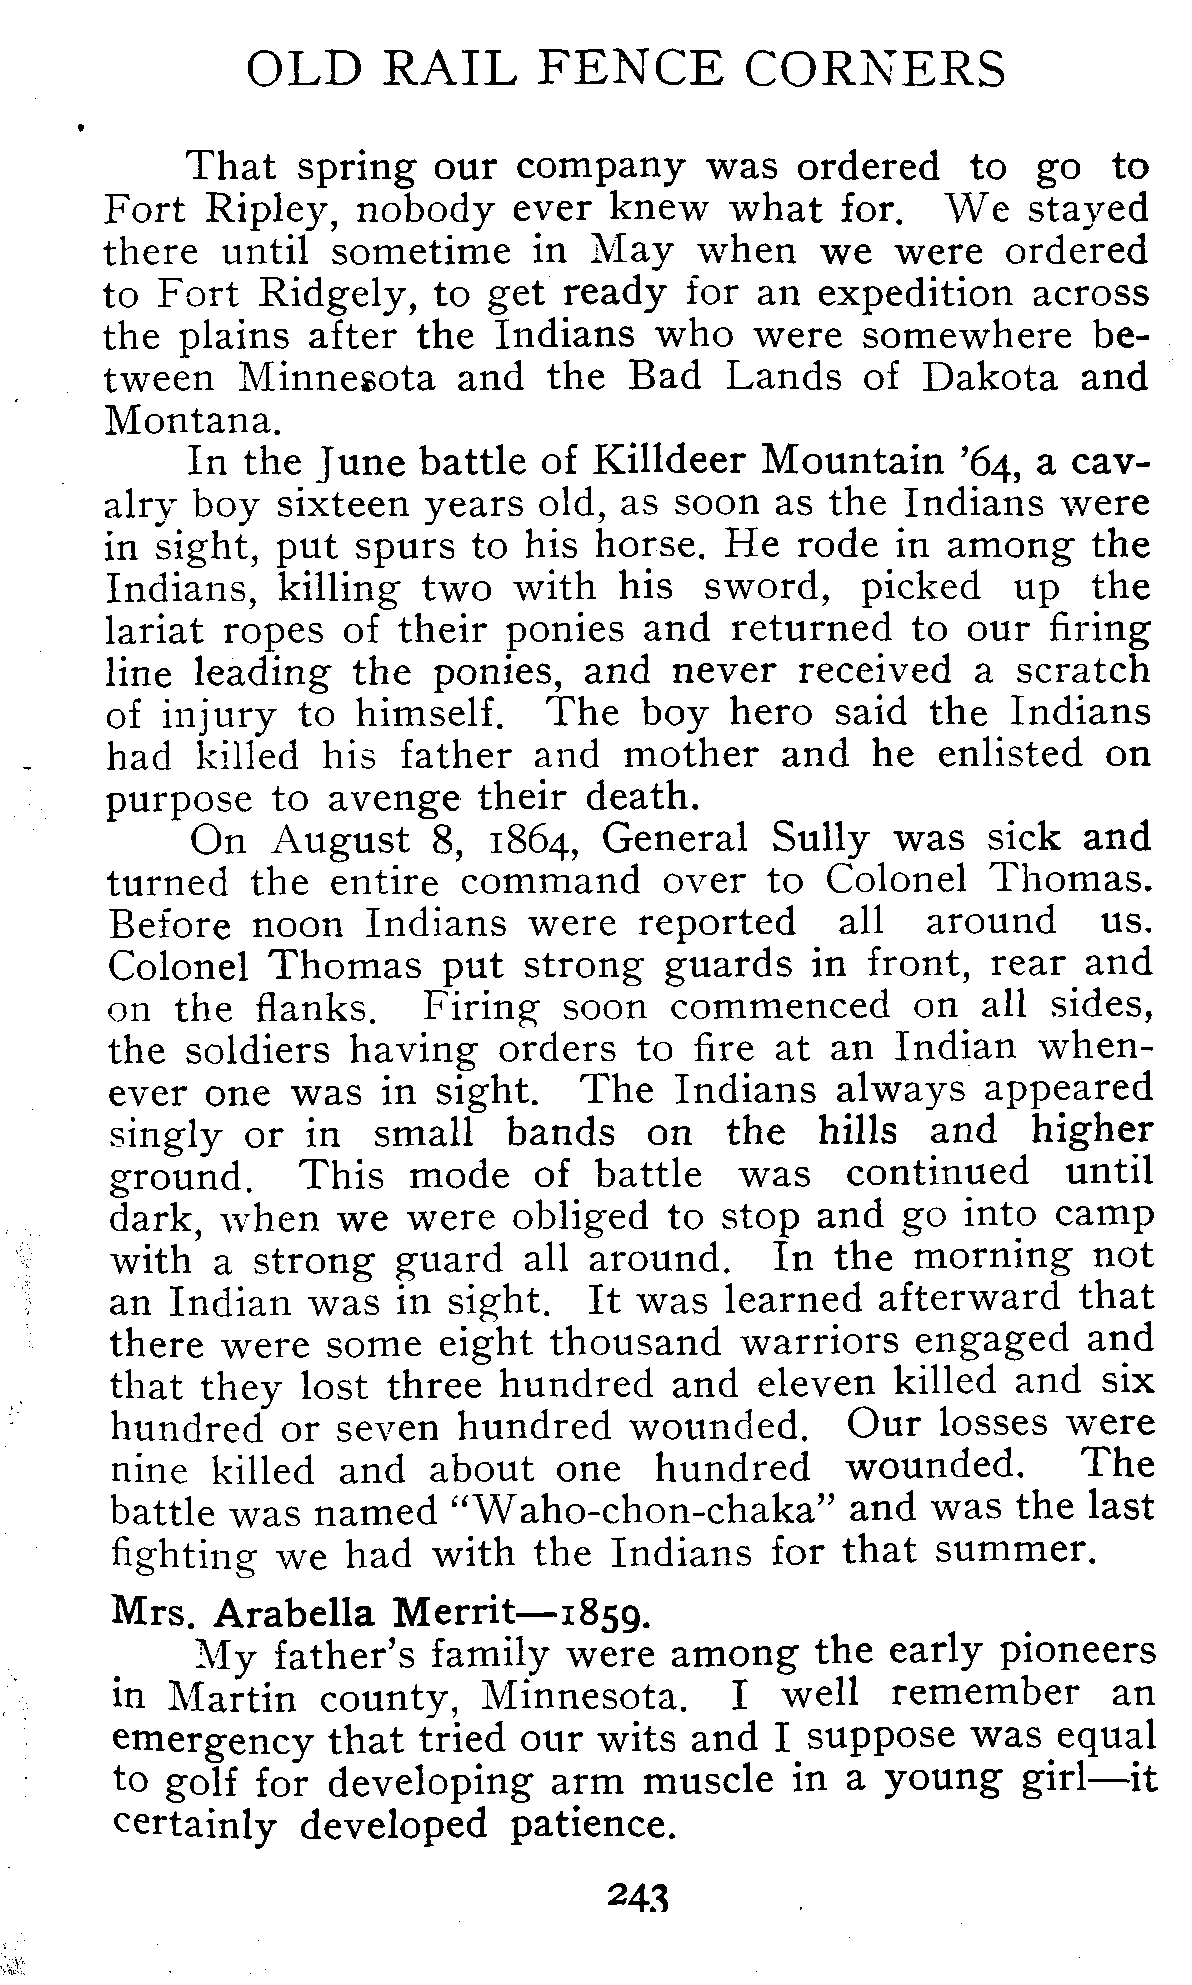 OLD RAIL FENCE CORNERS
That spring our company was ordered to go to
Fort Ripley, nobody ever knew what for. We stayed
there until sometime in May when we were ordered
to Fort Ridgely, to get ready for an expedition across
the plains after the Indians who were somewhere be-
tween Minnesota and the Bad Lands of Dakota and
Montana.
In the June battle of Killdeer Mountain '64, a cav-
alry boy sixteen years old, as soon as the Indians were
in sight, put spurs to his horse. He rode in among the
Indians, killing two with his sword, picked up the
lariat ropes of their ponies and returned to our firing
line leading the ponies, and never received a scratch
of injury to himself. The boy hero said the Indians
had killed his father and mother and he enlisted on
purpose to avenge their death.
On August 8, 1864, General Sully was sick and
turned the entire command over to Colonel Thomas.
Before noon Indians were reported all around us.
Colonel Thomas put strong guards in front, rear and
on the flanks. Firing soon commenced on all sides,
the soldiers having orders to fire at an Indian when-
ever one was in sight. The Indians always appeared
singly or in small bands on the hills and higher
ground. This mode of battle was continued until
dark, when we were obliged to stop and go into camp
with a strong guard all around. In the morning not
an Indian was in sight. It was learned afterward that
there were some eight thousand warriors engaged and
that they lost three hundred and eleven killed and six
hundred or seven hundred wounded. Our losses were
nine killed and about one hundred wounded. The
battle was named "Waho-chon-chaka" and was the last
fighting we had with the Indians for that summer.
Mrs. Arabella Merrit—1859.
My father's family were among the early pioneers
in Martin county, Minnesota. I well remember an
emergency that tried our wits and I suppose was equal
to golf for developing arm muscle in a young girl—it
certainly developed patience.
243